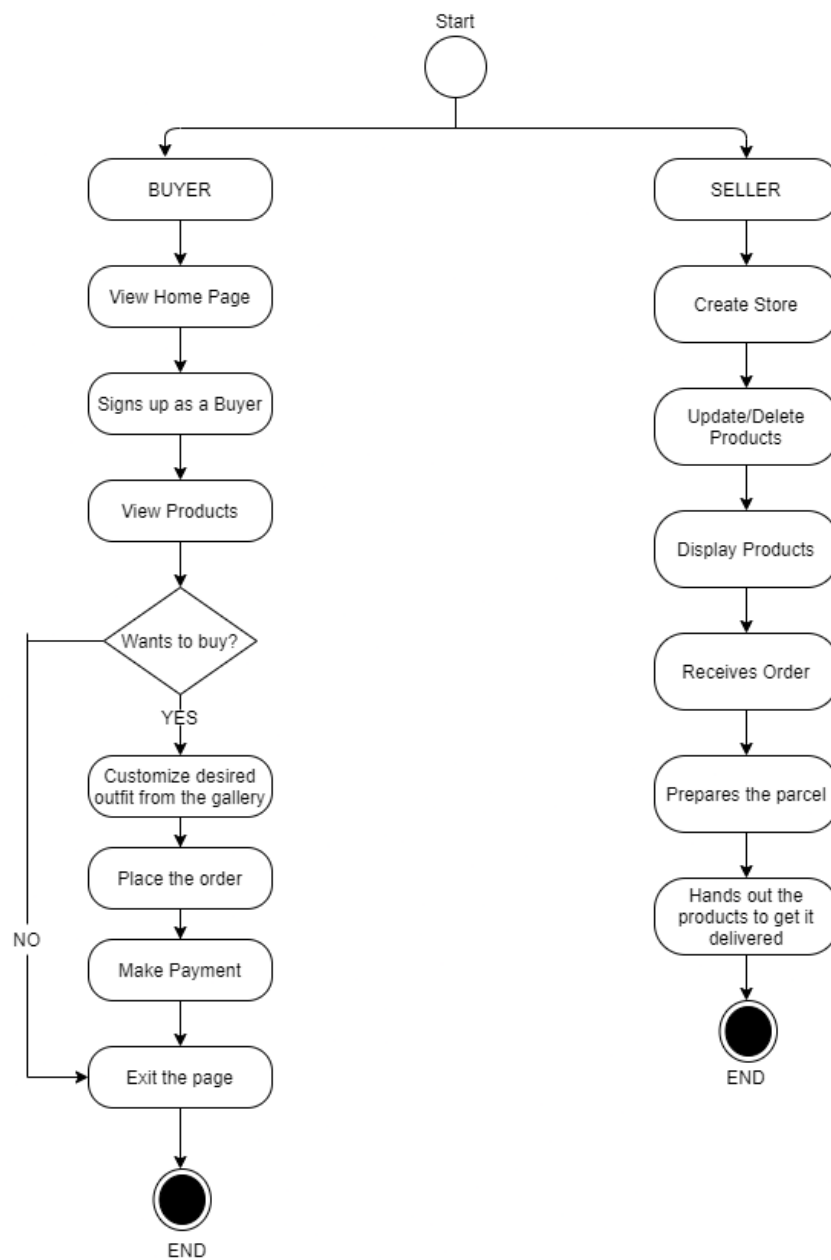 Start
BUYER
View Home Page
Signs up as a Buyer
View Products
Wants to buy?
YES
Customize desired
outfit from the gallery
Place the order
NO
Make Payment
Exit the page
END
SELLER
Create Store
Update/Delete
Products
Display Products
Receives Order
Prepares the parcel
Hands out the
products to get it
delivered
END